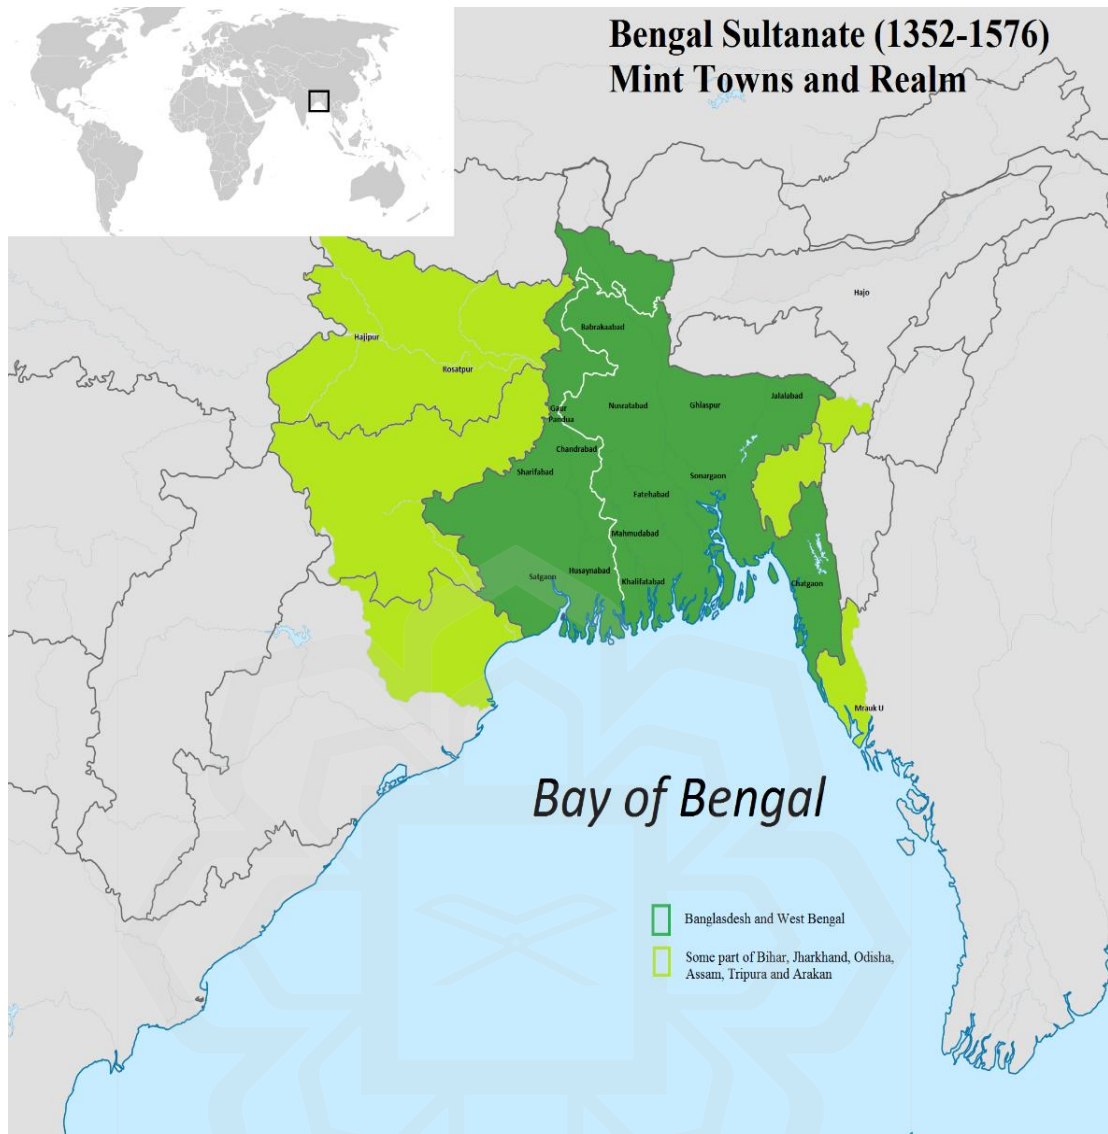 Bengal Sultanate (1352-1576)
Mint Towns and Realm
Hajo
Babrakaabad
Hajipur
Rosatpur
Jalalabad
Gaur
Nusratabad
Ghiaspur
Pandua
Chandrabad
Sharifabad
Sonargaon
Fatehabad
Mahmudabad
Husaynabad
Satgaon
Khalifatabad
Chatgaon
Mrauk U
Bay of Bengal
Banglasdesh and West Bengal
Some part of Bihar, Jharkhand, Odisha,
Assam, Tripura and Arakan